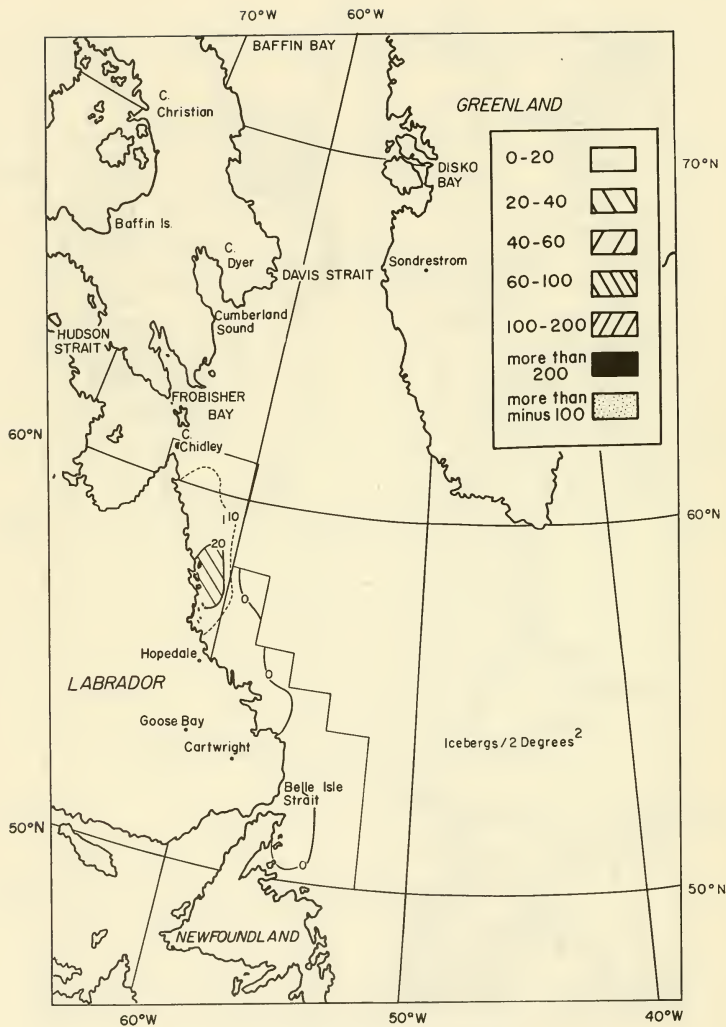 70°W 60°W
BAFFIN BAY
C.
Christian
GREENLAND
0-20
20-40
40-60
60-100
100-200
more than
200
more than
minus 100
DISKO
BAY
70°N
Baffin Is.
C.
Dyer
DAVIS STRAIT
Sondrestrom
Cumberland
Sound
HUDSON
STRAIT
FROBISHER
BAY
60°N
C.
Chidley
60°N
10
20
0
Hopedale
0
LABRADOR
Goose Bay
Cartwright
Icebergs/2 Degrees²
Belle Isle
Strait
50°N
0
50°N
NEWFOUNDLAND
60°W 50°W 40°W